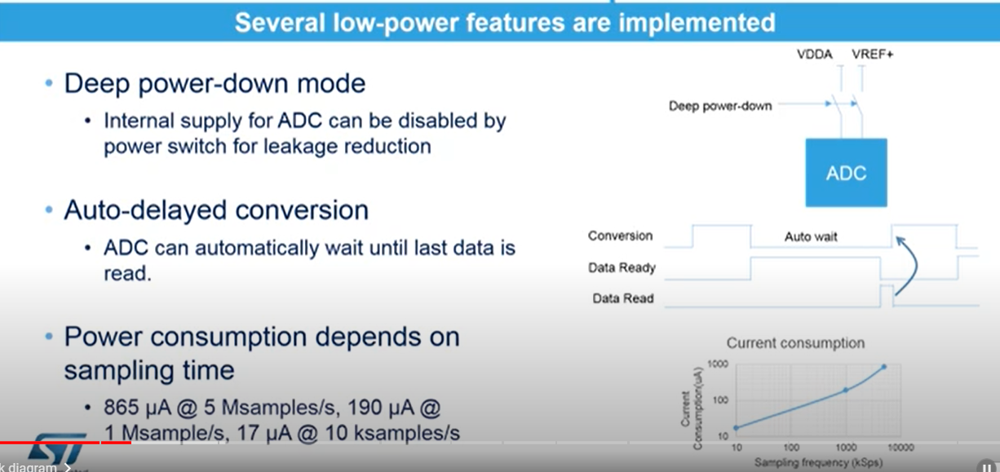 Several low-power features are implemented
• Deep power-down mode
• Internal supply for ADC can be disabled by
power switch for leakage reduction
• Auto-delayed conversion
• ADC can automatically wait until last data is
read.
• Power consumption depends on
sampling time
• 865 µA @ 5 Msamples/s, 190 µA @
1 Msample/s, 17 µA @ 10 ksamples/s
VDDA VREF+
Deep power-down
ADC
Conversion
Auto wait
Data Ready
Data Read
Current consumption
Current
Consumption(uA)
1000
100
10
10 100 1000 10000
Sampling frequency (kSps)
ST
k diagram